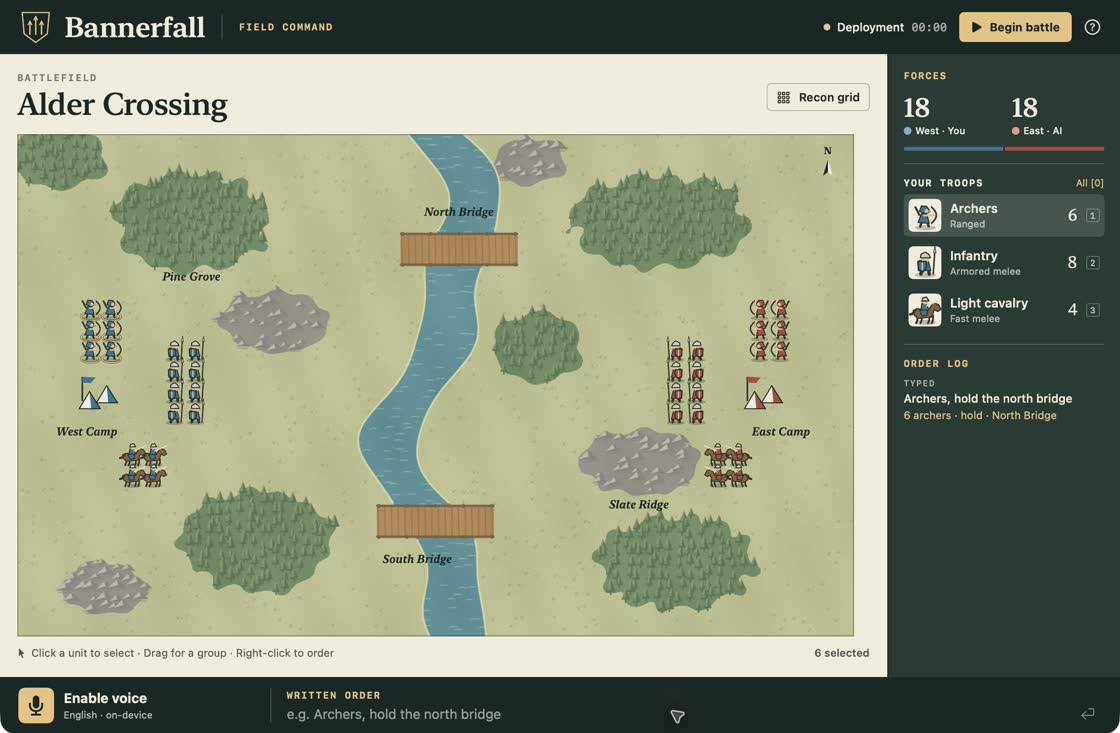 Bannerfall
FIELD COMMAND
Deployment 00:00
Begin battle
?
BATTLEFIELD
Alder Crossing
Recon grid
N
North Bridge
Pine Grove
West Camp
East Camp
Slate Ridge
South Bridge
Click a unit to select · Drag for a group · Right-click to order
6 selected
FORCES
18
18
West · You
East · AI
YOUR TROOPS
All [0]
Archers
Ranged
6
1
Infantry
Armored melee
8
2
Light cavalry
Fast melee
4
3
ORDER LOG
TYPED
Archers, hold the north bridge
6 archers · hold · North Bridge
Enable voice
English · on-device
WRITTEN ORDER
e.g. Archers, hold the north bridge